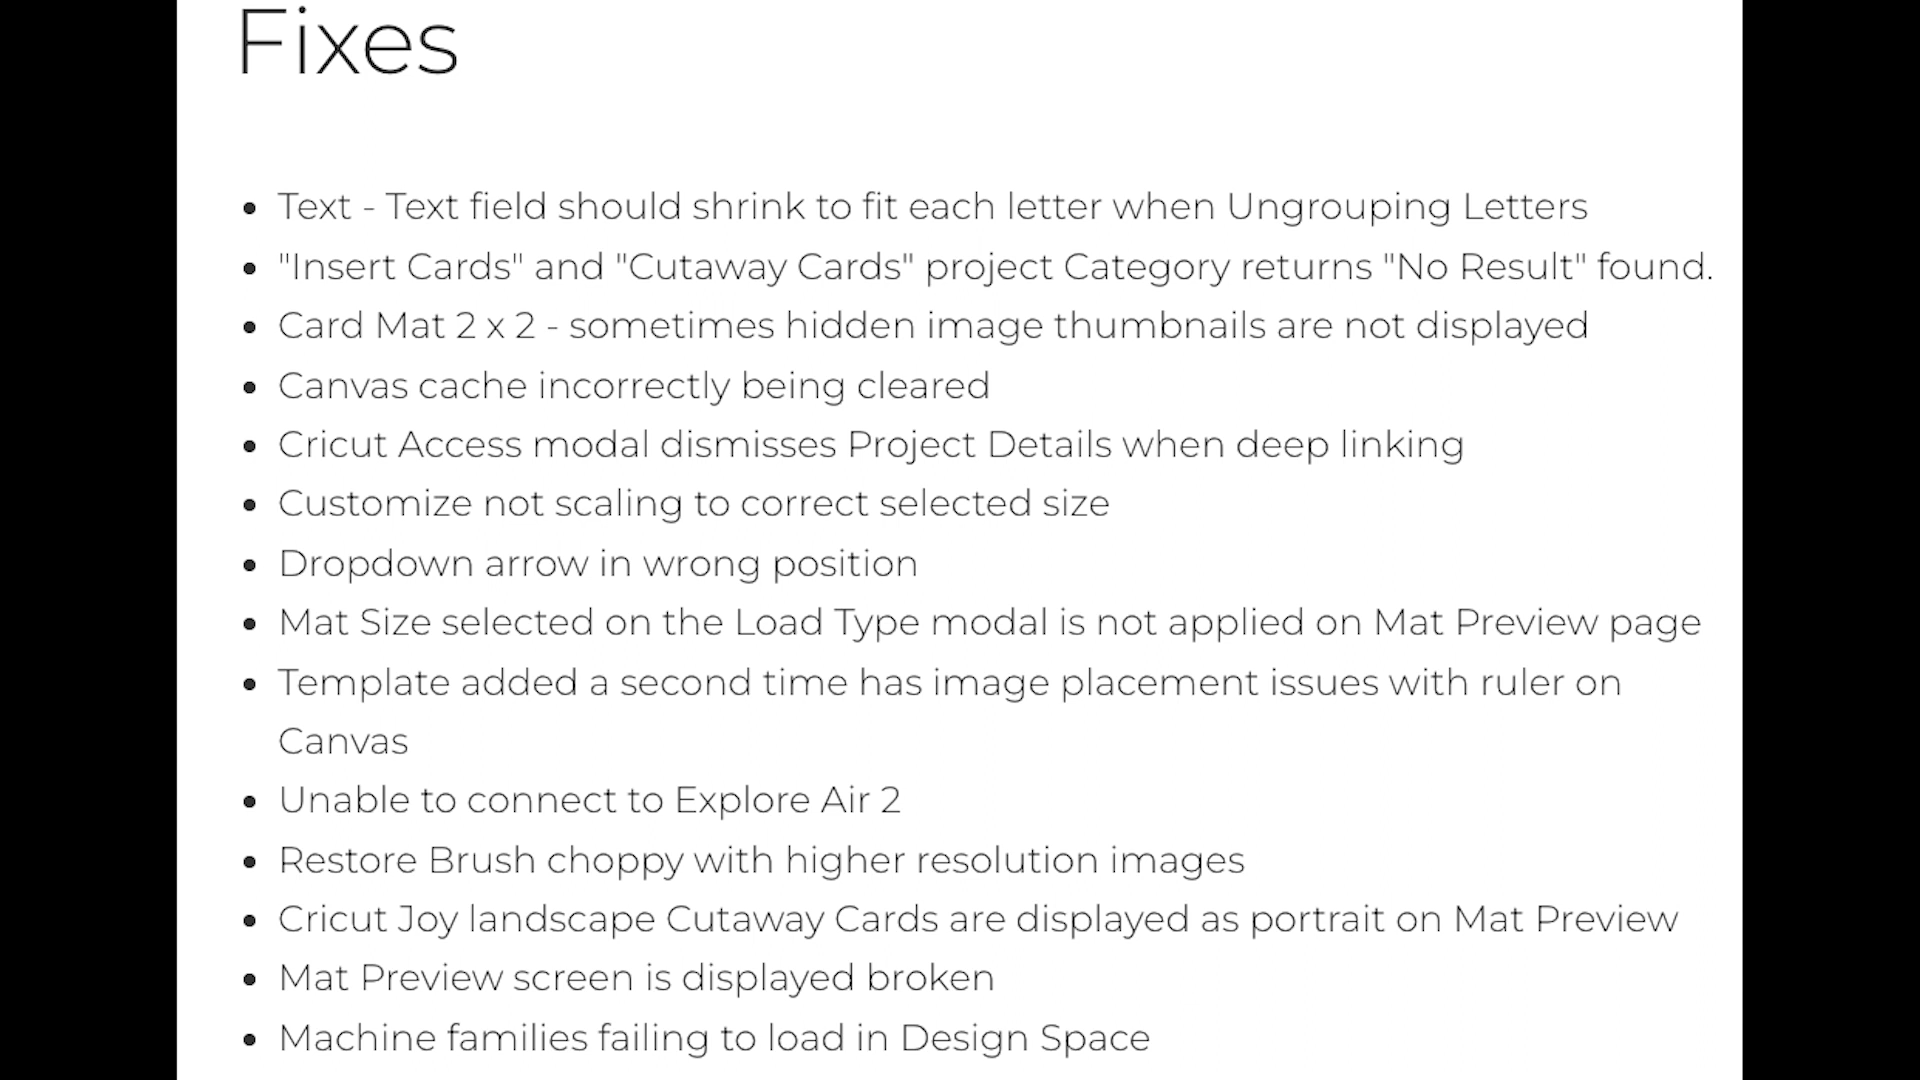 Fixes
Text - Text field should shrink to fit each letter when Ungrouping Letters
"Insert Cards" and "Cutaway Cards" project Category returns "No Result" found.
Card Mat 2 x 2 - sometimes hidden image thumbnails are not displayed
Canvas cache incorrectly being cleared
Cricut Access modal dismisses Project Details when deep linking
Customize not scaling to correct selected size
Dropdown arrow in wrong position
Mat Size selected on the Load Type modal is not applied on Mat Preview page
Template added a second time has image placement issues with ruler on
Canvas
Unable to connect to Explore Air 2
Restore Brush choppy with higher resolution images
Cricut Joy landscape Cutaway Cards are displayed as portrait on Mat Preview
Mat Preview screen is displayed broken
Machine families failing to load in Design Space